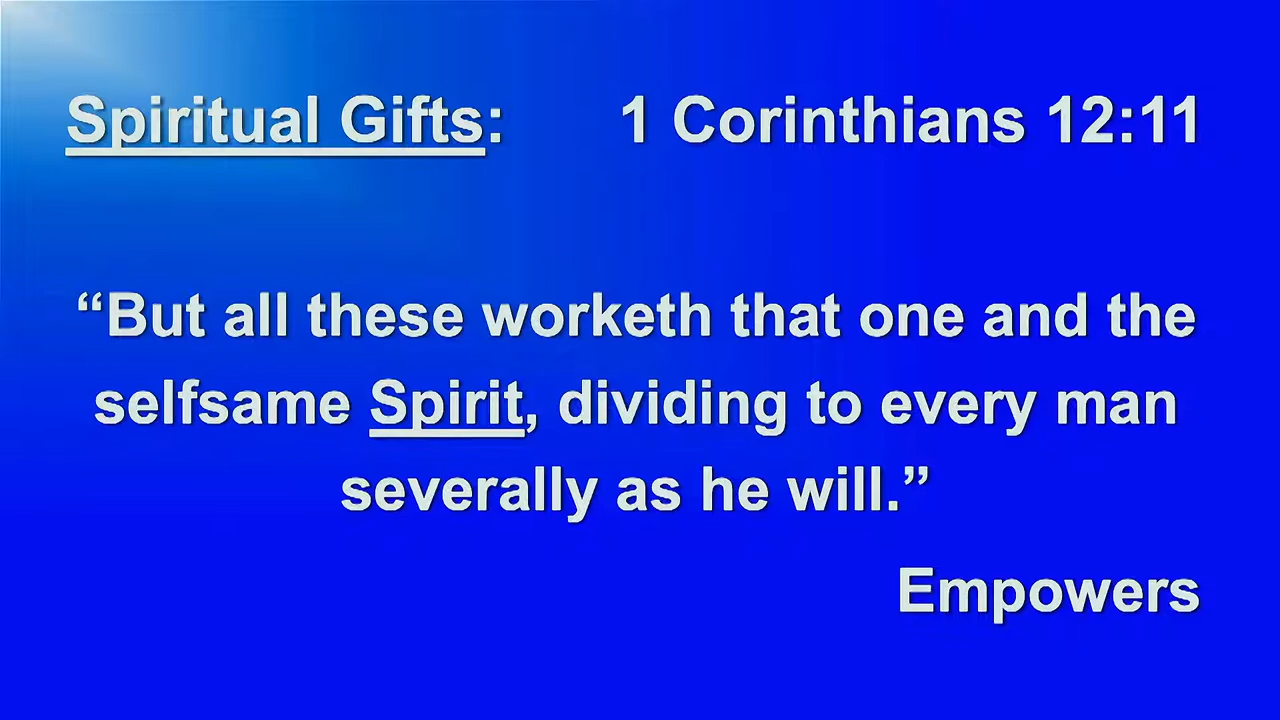 Spiritual Gifts: 1 Corinthians 12:11
“But all these worketh that one and the
selfsame Spirit, dividing to every man
severally as he will.”
Empowers